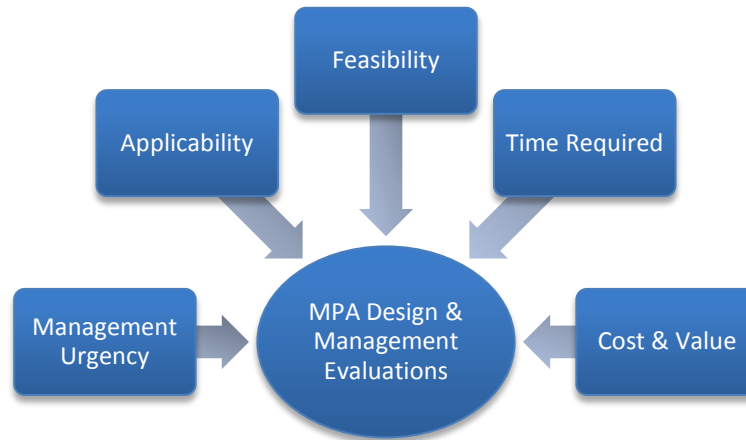 Feasibility
Applicability
Time Required
Management
Urgency
MPA Design &
Management
Evaluations
Cost & Value